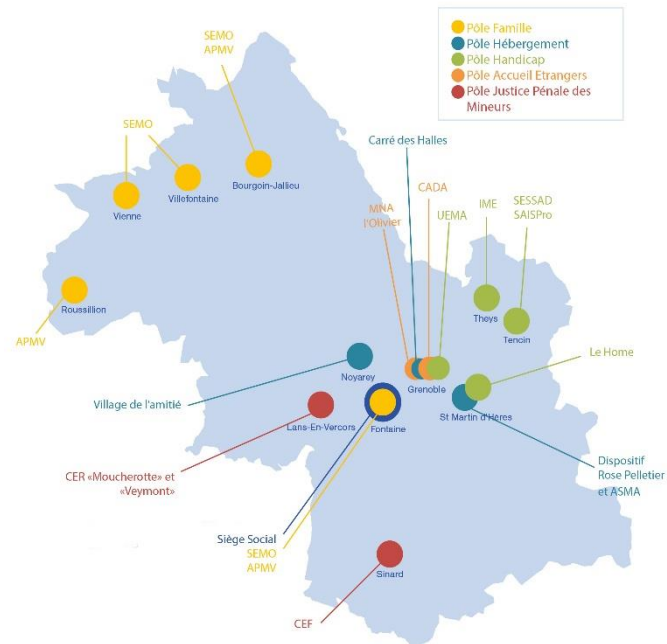 SEMO
APMV
Pôle Famille
Pôle Hébergement
Pôle Handicap
Pôle Accueil Etrangers
Pôle Justice Pénale des
Mineurs
SEMO
Carré des Halles
CADA
IME
SESSAD
SAISPro
MNA
l'Olivier
UEMA
Bourgoin-Jallieu
Villefontaine
Vienne
Roussillion
APMV
Theys
Tencin
Noyarey
Grenoble
Le Home
Village de l'amitié
Lans-En-Vercors
Fontaine
St Martin d'Hères
CER «Moucherotte» et
«Veymont»
Dispositif
Rose Pelletier
et ASMA
Siège Social
SEMO
APMV
Sinard
CEF